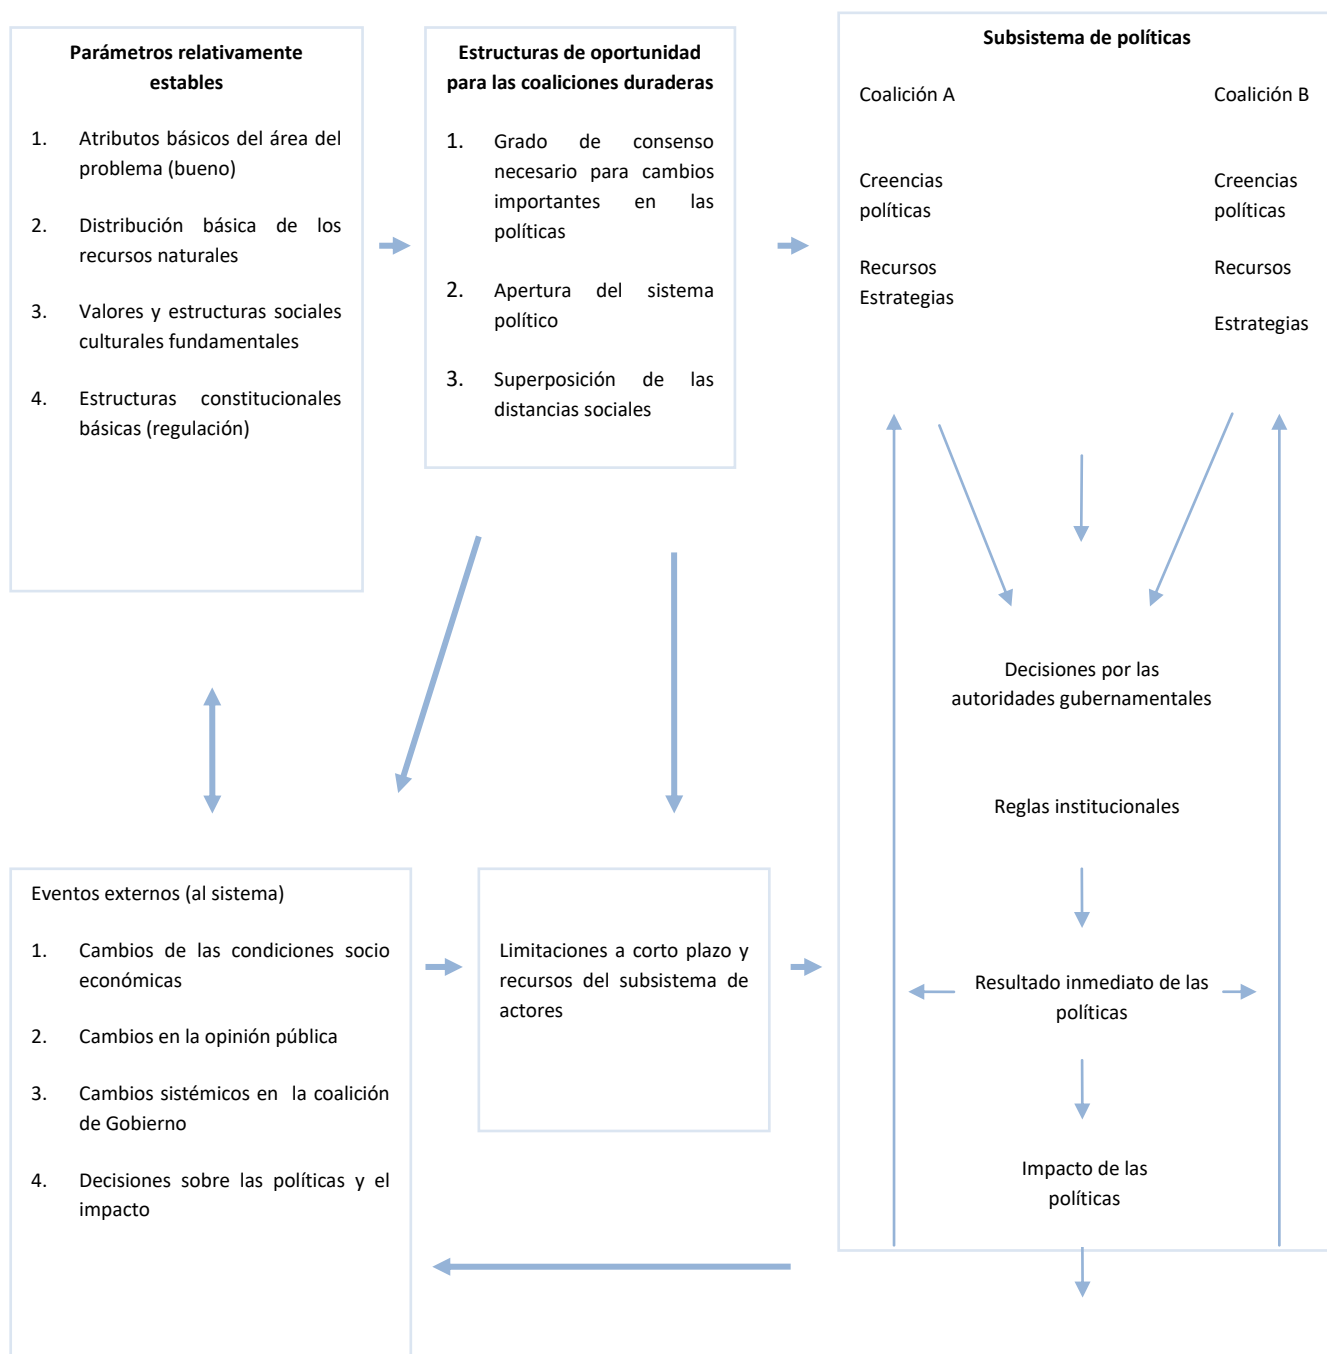 Parámetros relativamente
estables
1. Atributos básicos del área del
problema (bueno)
2. Distribución básica de los
recursos naturales
3. Valores y estructuras sociales
culturales fundamentales
4. Estructuras constitucionales
básicas (regulación)
Estructuras de oportunidad
para las coaliciones duraderas
1. Grado de consenso
necesario para cambios
importantes en las
políticas
2. Apertura del sistema
político
3. Superposición de las
distancias sociales
Subsistema de políticas
Coalición A
Creencias
políticas
Recursos
Estrategias
Coalición B
Creencias
políticas
Recursos
Estrategias
Decisiones por las
autoridades gubernamentales
Reglas institucionales
Resultado inmediato de las
políticas
Impacto de las
políticas
Eventos externos (al sistema)
1. Cambios de las condiciones socio
económicas
2. Cambios en la opinión pública
3. Cambios sistémicos en la coalición
de Gobierno
4. Decisiones sobre las políticas y el
impacto
Limitaciones a corto plazo y
recursos del subsistema de
actores